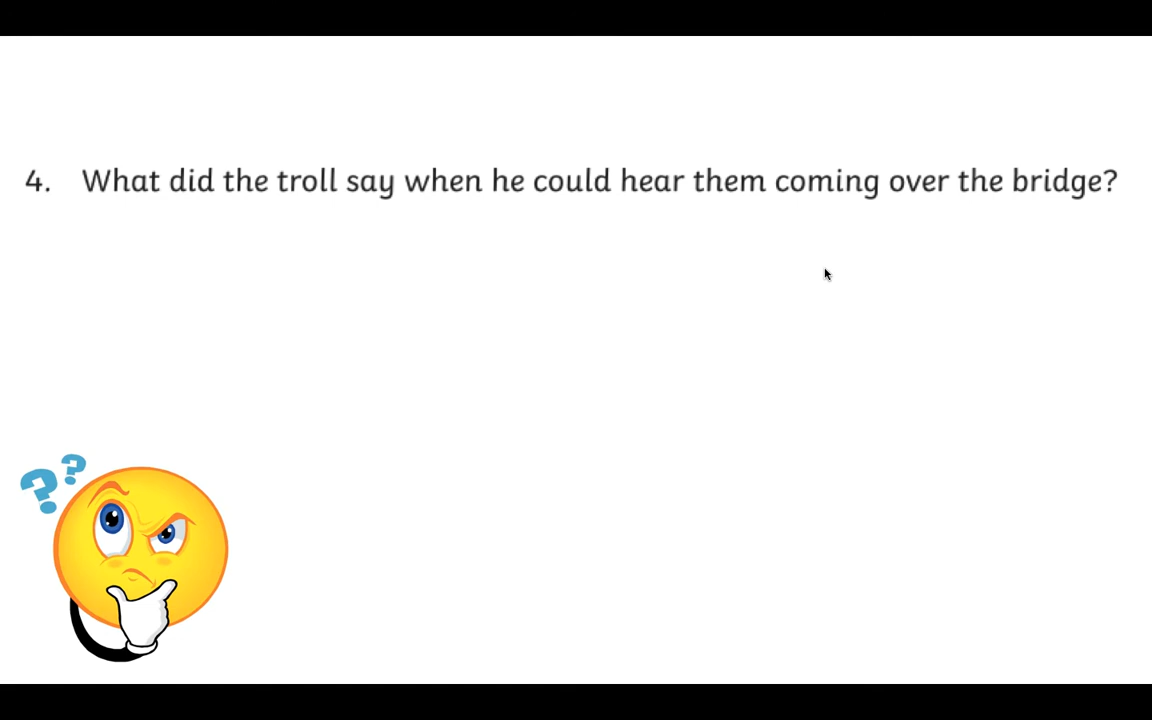 4. What did the troll say when he could hear them coming over the bridge?
? ?